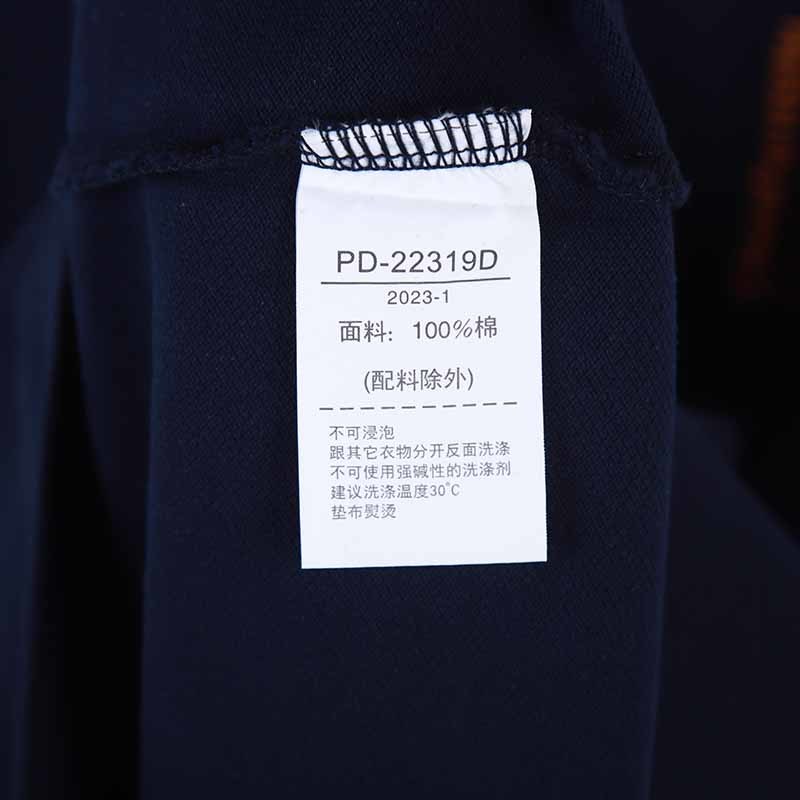 PD-22319D
2023-1
面料: 100%棉
(配料除外)
不可浸泡
跟其它衣物分开反面洗涤
不可使用强碱性的洗涤剂
建议洗涤温度30°C
垫布熨烫